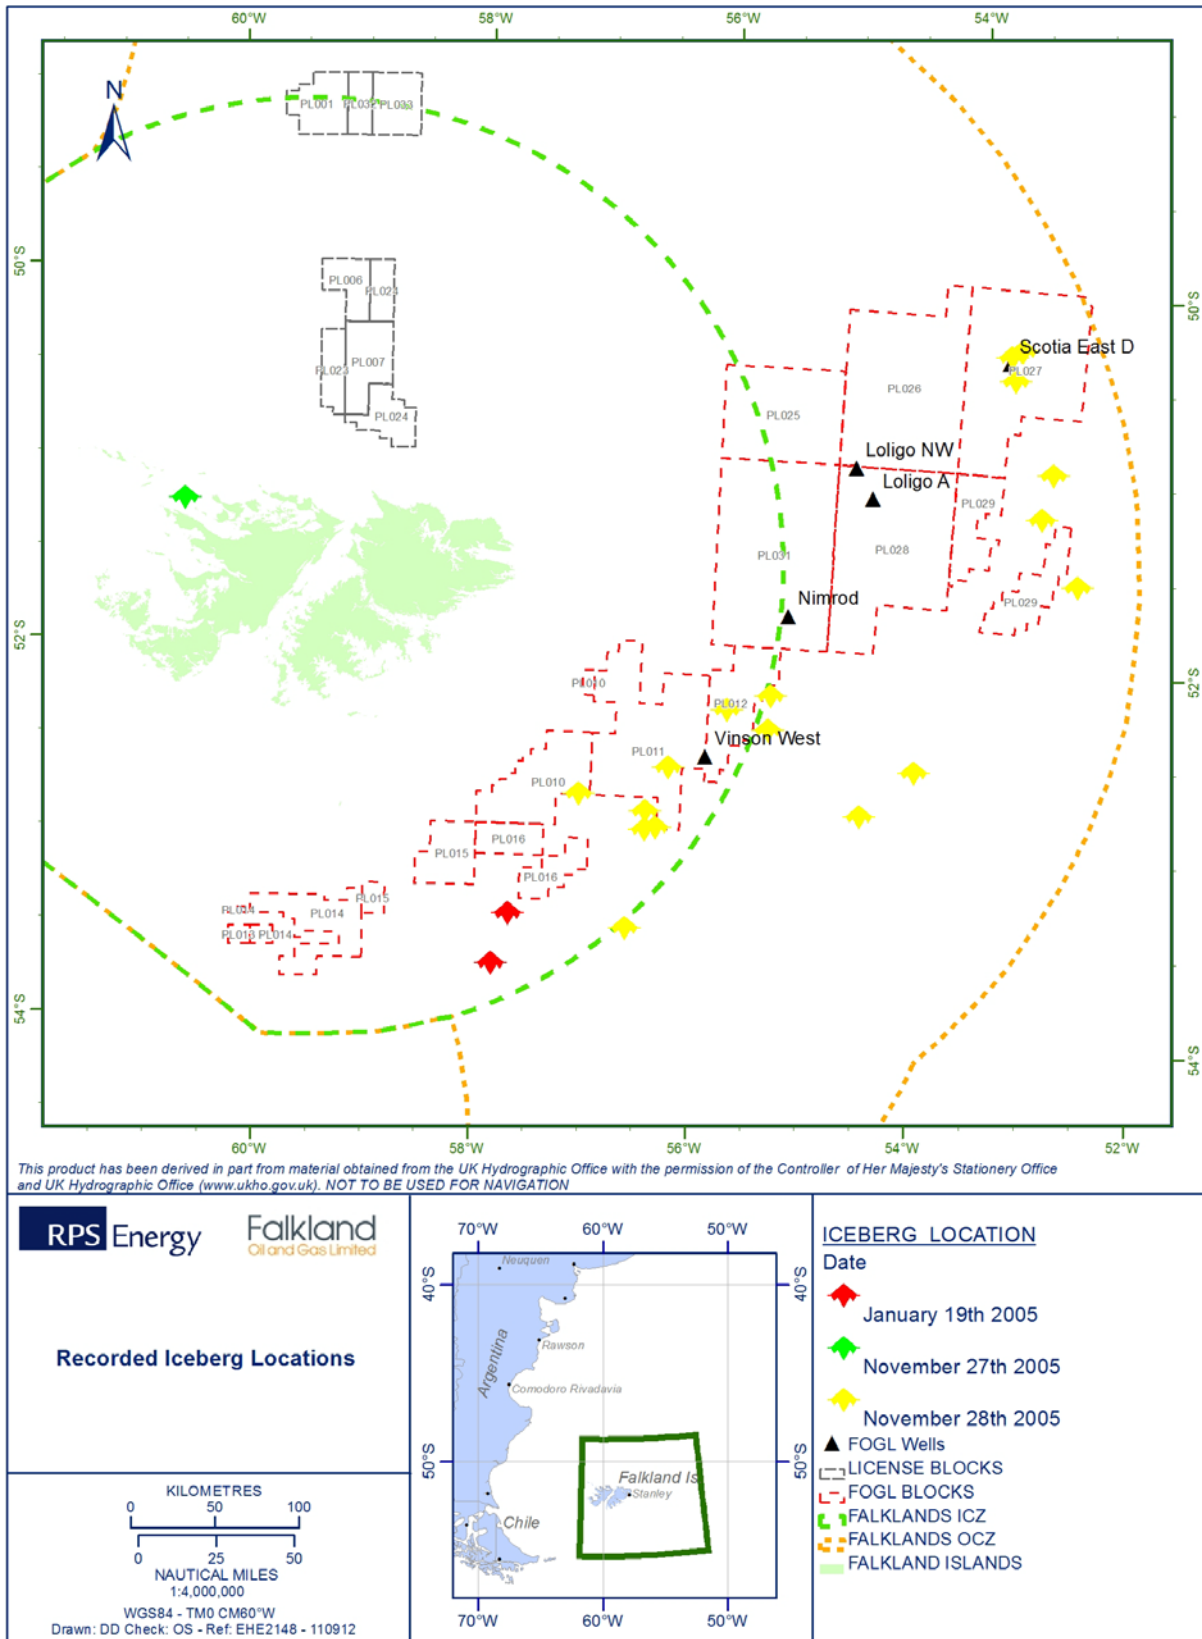 60°W 58°W 56°W 54°W
N
PL001 PL032 PL033
50°S
50°S
PL006 PL024
PL007
PL023
PL024
Scotia East D
PL027
PL026
PL025
Loligo NW
Loligo A
PL029
PL028
PL031
Nimrod
PL029
52°S
52°S
PL010
PL012
Vinson West
PL011
PL010
PL016
PL015
PL016
PL015
PL014
PL014
PL013 PL014
54°S
54°S
60°W 58°W 56°W 54°W 52°W
This product has been derived in part from material obtained from the UK Hydrographic Office with the permission of the Controller of Her Majesty's Stationery Office
and UK Hydrographic Office (www.ukho.gov.uk). NOT TO BE USED FOR NAVIGATION
RPS Energy
Falkland
Oil and Gas Limited
Recorded Iceberg Locations
KILOMETRES
0 50 100
0 25 50
NAUTICAL MILES
1:4,000,000
WGS84 - TM0 CM60°W
Drawn: DD Check: OS - Ref: EHE2148 - 110912
70°W 60°W 50°W
Neuquen
40°S
40°S
Rawson
Argentina
Comodoro Rivadavia
50°S
50°S
Falkland Is
Stanley
Chile
70°W 60°W 50°W
ICEBERG LOCATION
Date
January 19th 2005
November 27th 2005
November 28th 2005
FOGL Wells
LICENSE BLOCKS
FOGL BLOCKS
FALKLANDS ICZ
FALKLANDS OCZ
FALKLAND ISLANDS